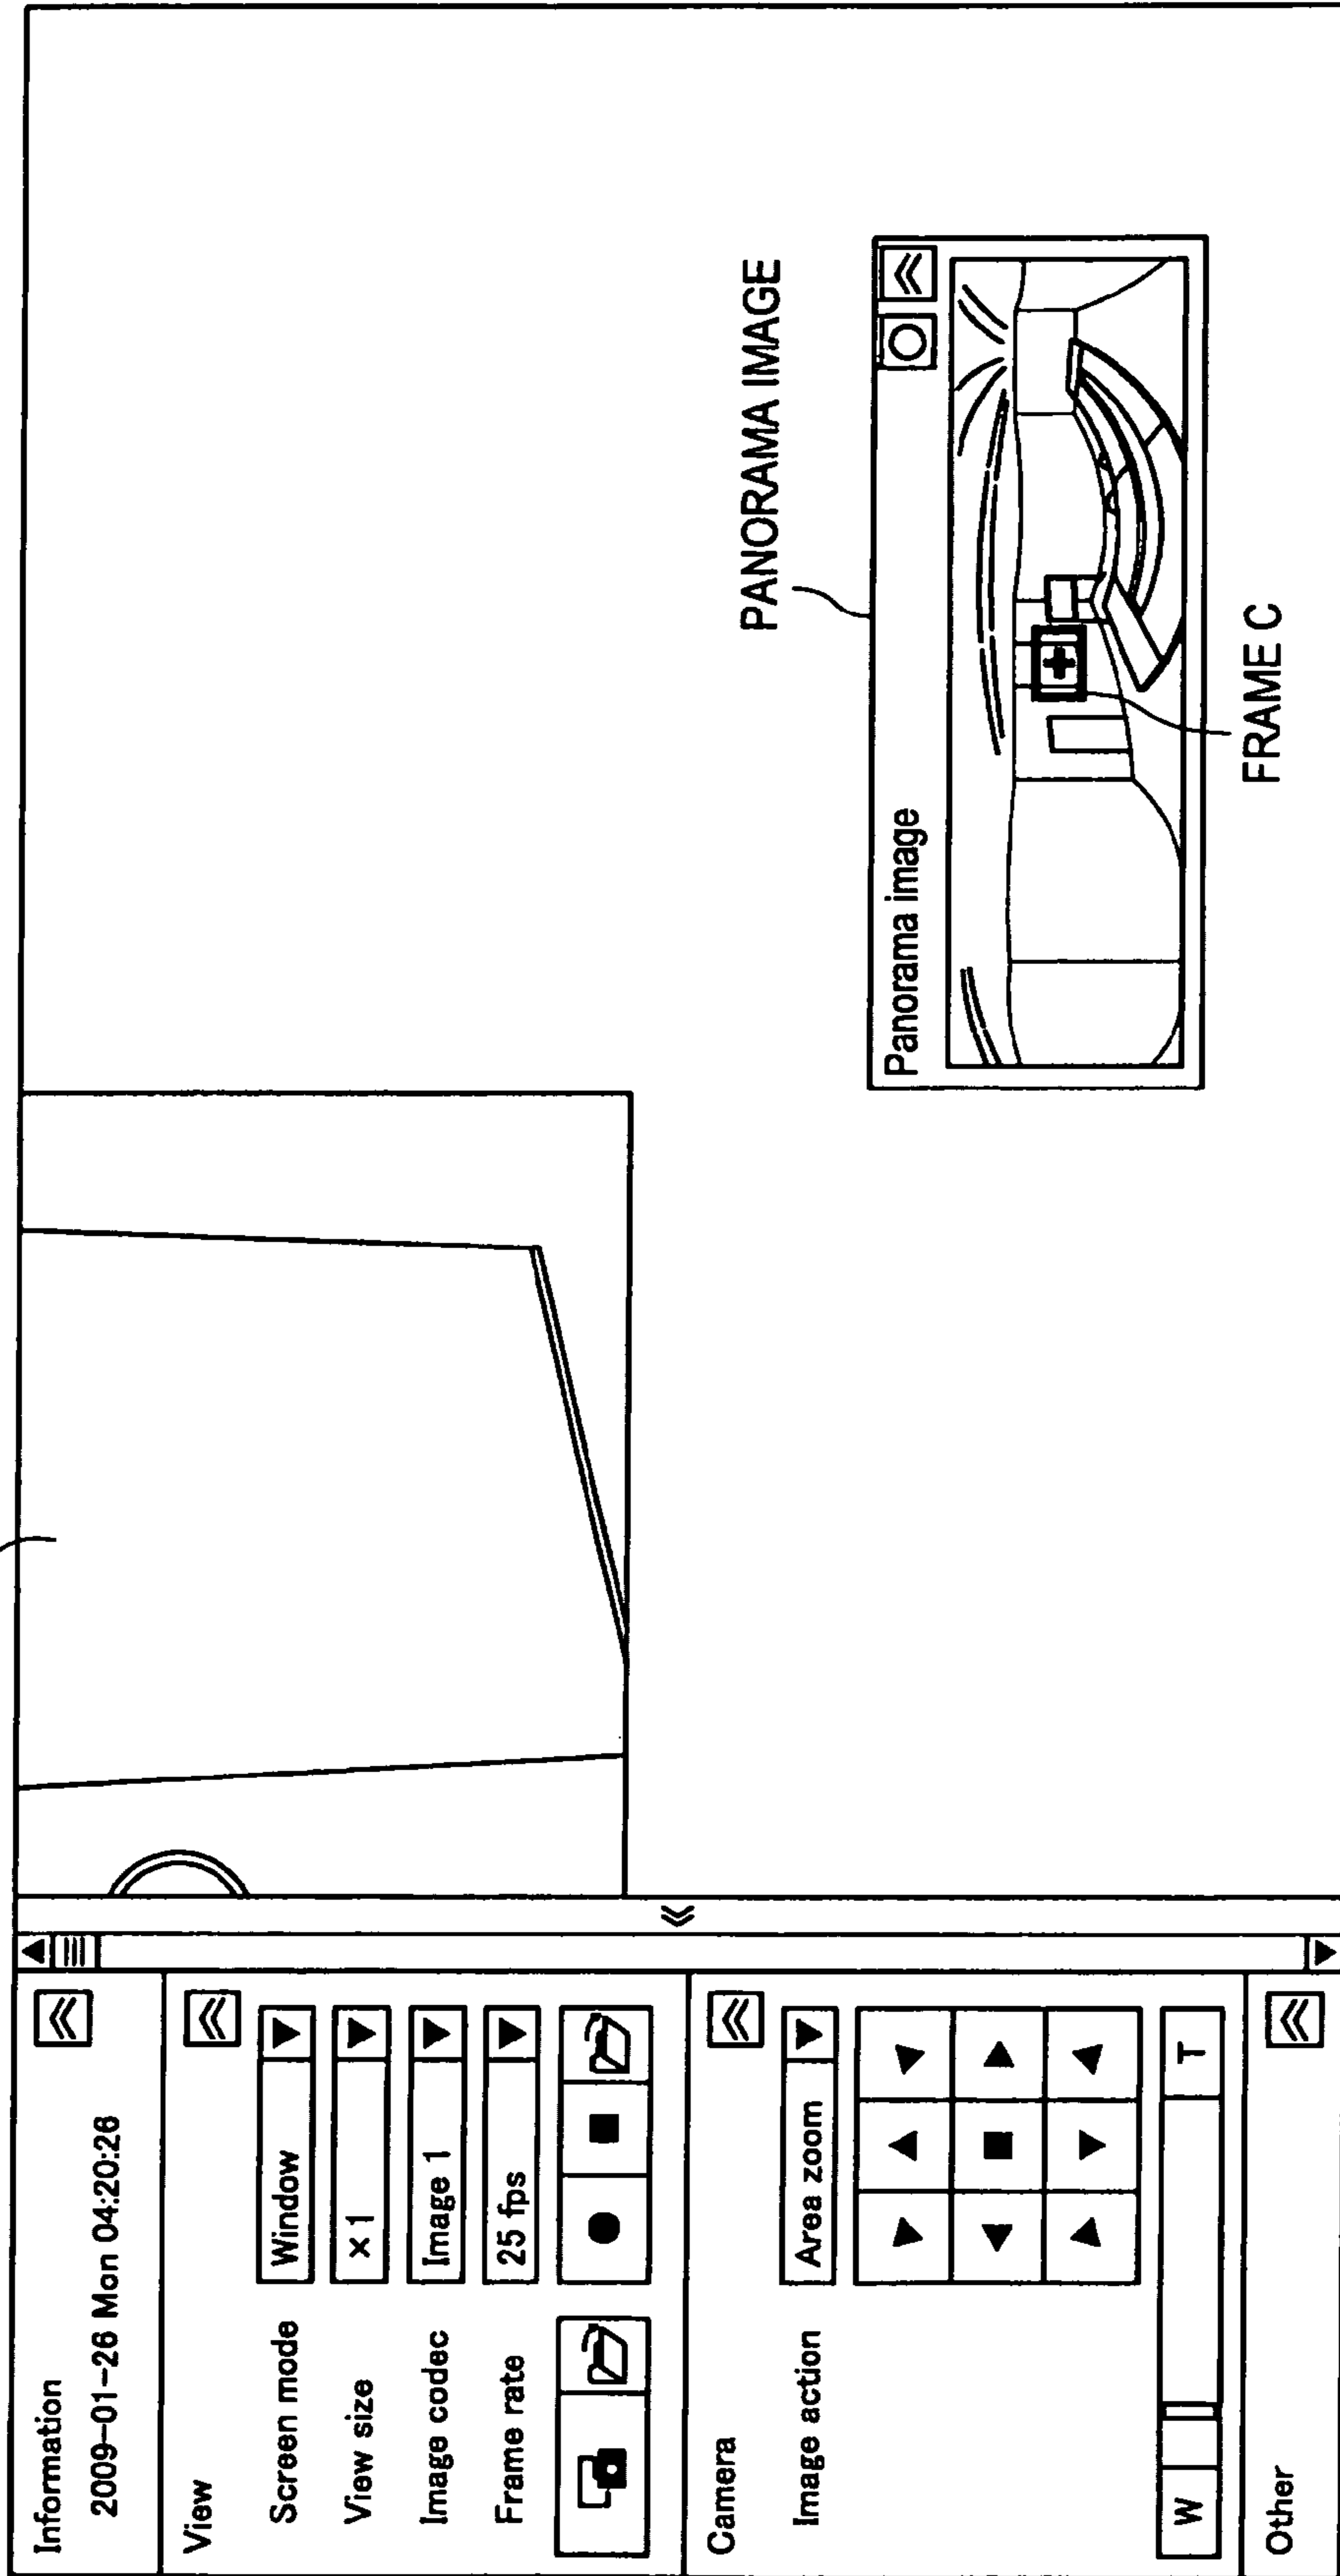 Information
2009-01-26 Mon 04:20:26
View
Screen mode Window
View size ×1
Image codec Image 1
Frame rate 25 fps
Camera
Image action Area zoom
W T
Other
PANORAMA IMAGE
Panorama image
FRAME C